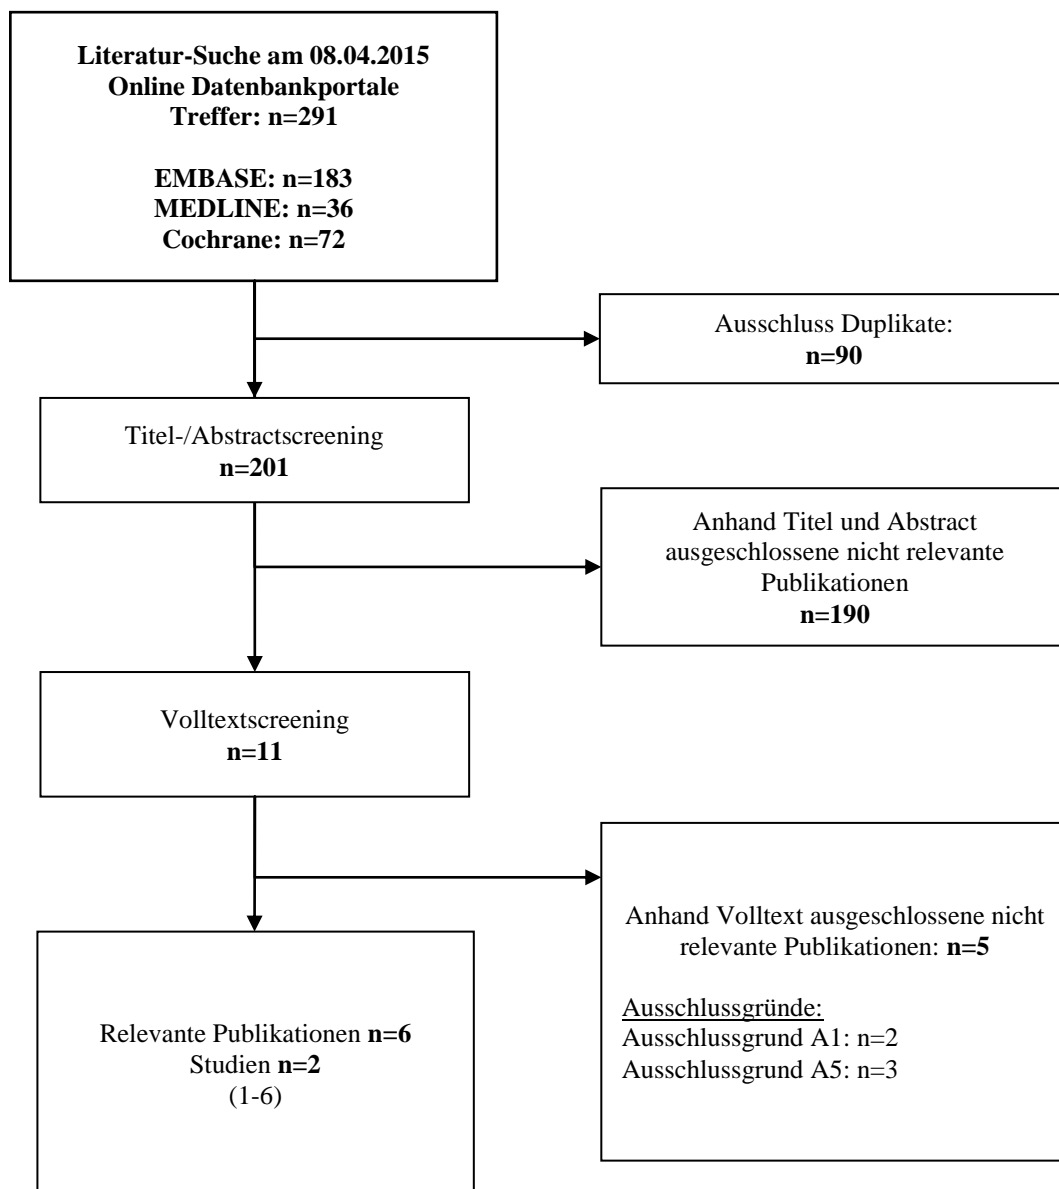 Literatur-Suche am 08.04.2015
Online Datenbankportale
Treffer: n=291
EMBASE: n=183
MEDLINE: n=36
Cochrane: n=72
Ausschluss Duplikate:
n=90
Titel-/Abstractscreening
n=201
Anhand Titel und Abstract
ausgeschlossene nicht relevante
Publikationen
n=190
Volltextscreening
n=11
Anhand Volltext ausgeschlossene nicht
relevante Publikationen: n=5
Ausschlussgründe:
Ausschlussgrund A1: n=2
Ausschlussgrund A5: n=3
Relevante Publikationen n=6
Studien n=2
(1-6)